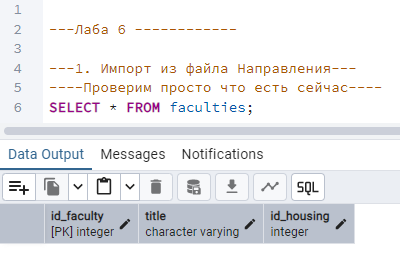 1
2 ---Лаба 6 ------------
3
4 ---1. Импорт из файла Направления---
5 ----Проверим просто что есть сейчас----
6 SELECT * FROM faculties;
Data Output Messages Notifications
SQL
id_faculty title id_housing
[PK] integer character varying integer